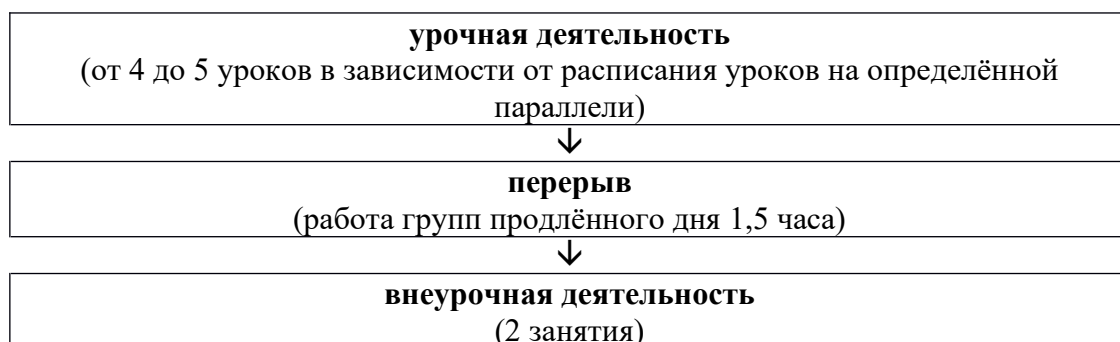 урочная деятельность
(от 4 до 5 уроков в зависимости от расписания уроков на определённой
параллели)
↓
перерыв
(работа групп продлённого дня 1,5 часа)
↓
внеурочная деятельность
(2 занятия)